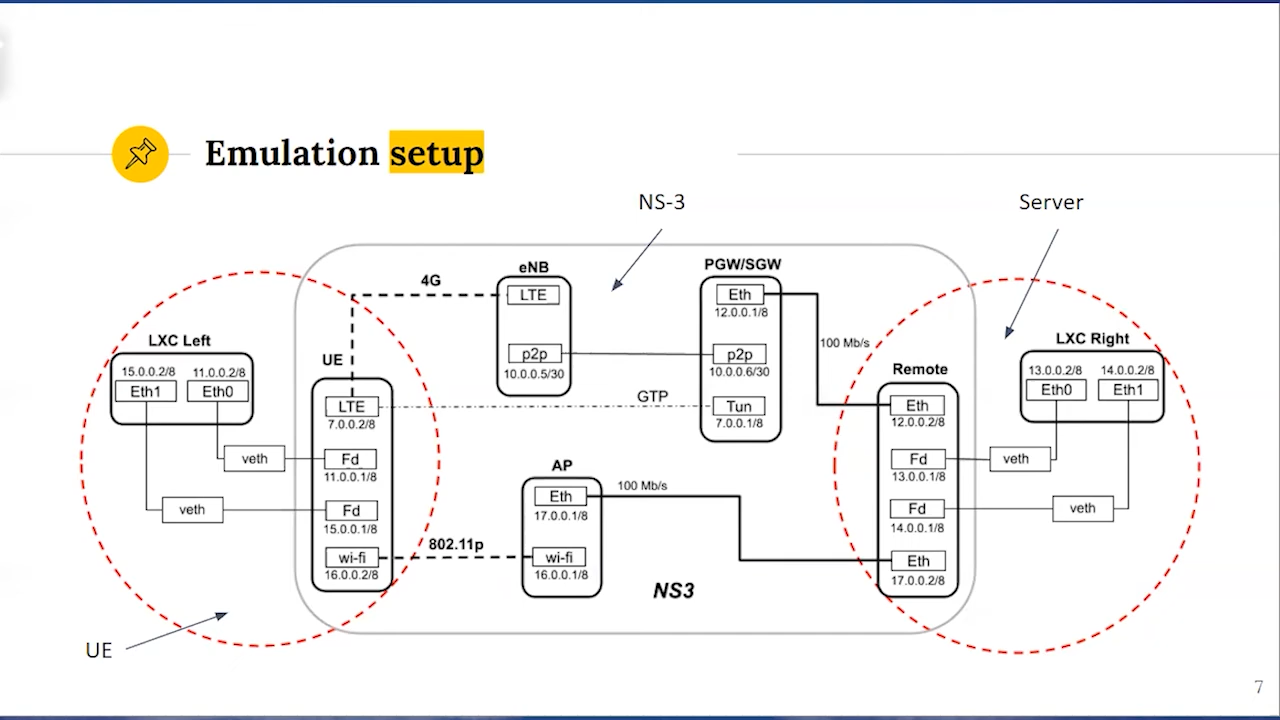 Emulation setup
NS-3
Server
eNB
PGW/SGW
4G
LTE
Eth
12.0.0.1/8
100 Mb/s
p2p
10.0.0.5/30
p2p
10.0.0.6/30
GTP
Tun
7.0.0.1/8
LXC Left
15.0.0.2/8
11.0.0.2/8
Eth1
Eth0
veth
veth
UE
LTE
7.0.0.2/8
Fd
11.0.0.1/8
Fd
15.0.0.1/8
wi-fi
16.0.0.2/8
802.11p
AP
Eth
17.0.0.1/8
100 Mb/s
wi-fi
16.0.0.1/8
NS3
Remote
Eth
12.0.0.2/8
Fd
13.0.0.1/8
Fd
14.0.0.1/8
Eth
17.0.0.2/8
LXC Right
13.0.0.2/8
14.0.0.2/8
Eth0
Eth1
veth
veth
UE
7